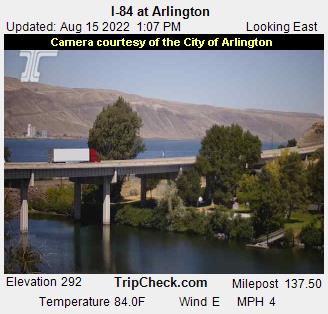 I-84 at Arlington
Updated: Aug 15 2022 1:07 PM Looking East
Camera courtesy of the City of Arlington
Elevation 292 TripCheck.com Milepost 137.50
Temperature 84.0F Wind E MPH 4